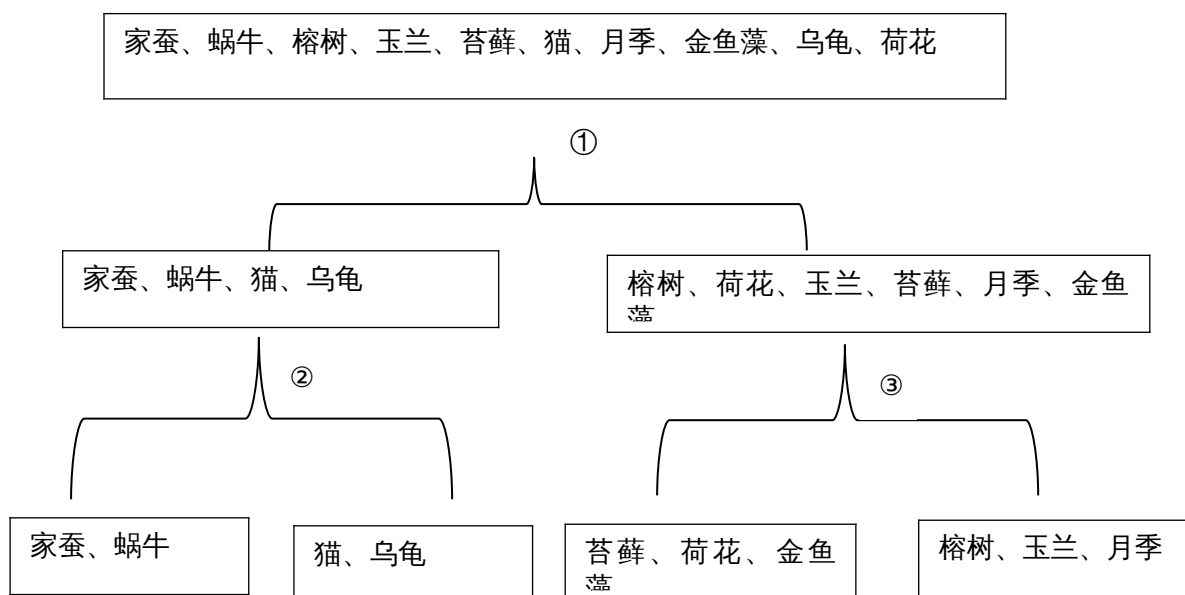 家蚕、蜗牛、榕树、玉兰、苔藓、猫、月季、金鱼藻、乌龟、荷花
①
家蚕、蜗牛、猫、乌龟
榕树、荷花、玉兰、苔藓、月季、金鱼
藻
②
③
家蚕、蜗牛
猫、乌龟
苔藓、荷花、金鱼
藻
榕树、玉兰、月季